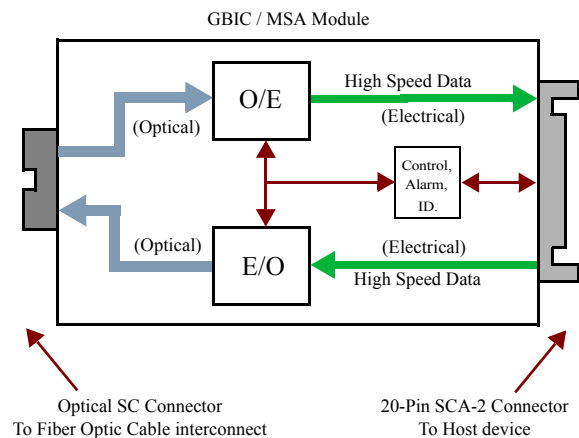 GBIC / MSA Module
O/E
High Speed Data
(Electrical)
(Optical)
Control,
Alarm,
ID.
(Optical)
E/O
(Electrical)
High Speed Data
Optical SC Connector
To Fiber Optic Cable interconnect
20-Pin SCA-2 Connector
To Host device